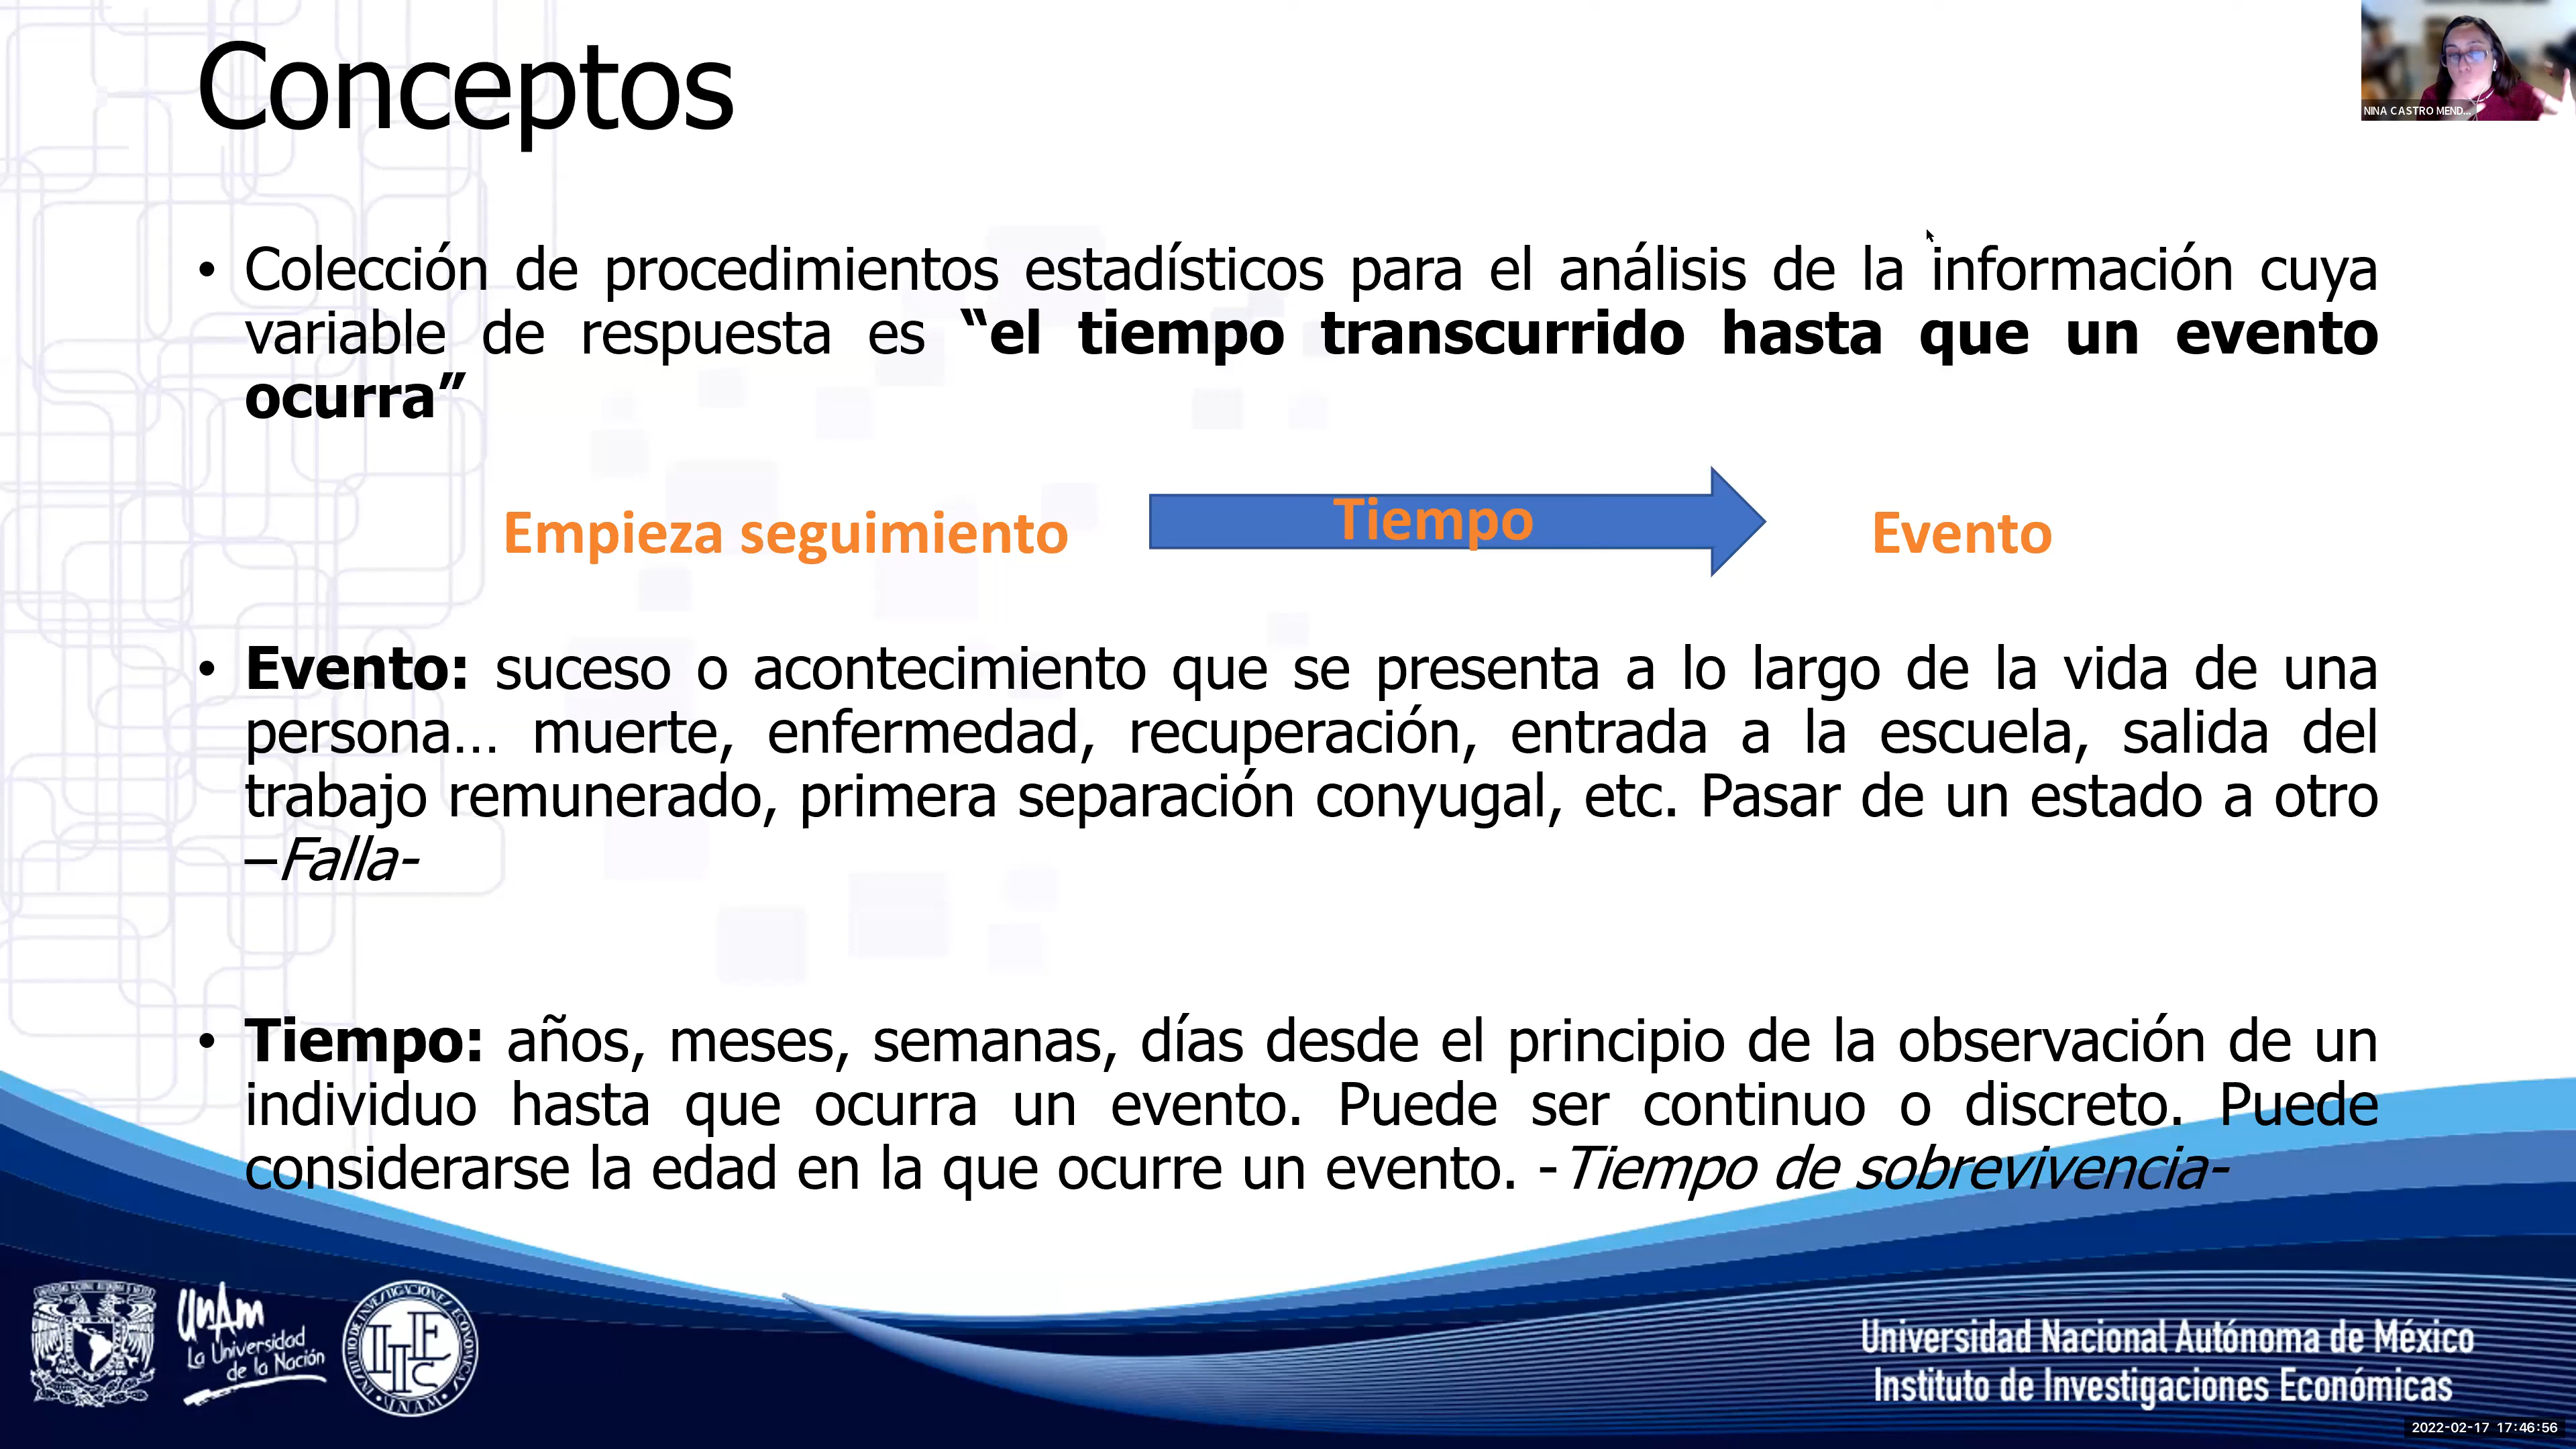 Conceptos
NINA CASTRO MEND...
• Colección de procedimientos estadísticos para el análisis de la información cuya
variable de respuesta es “el tiempo transcurrido hasta que un evento
ocurra”
Empieza seguimiento
Tiempo
Evento
• Evento: suceso o acontecimiento que se presenta a lo largo de la vida de una
persona... muerte, enfermedad, recuperación, entrada a la escuela, salida del
trabajo remunerado, primera separación conyugal, etc. Pasar de un estado a otro
–Falla-
• Tiempo: años, meses, semanas, días desde el principio de la observación de un
individuo hasta que ocurra un evento. Puede ser continuo o discreto. Puede
considerarse la edad en la que ocurre un evento. -Tiempo de sobrevivencia-
UNAM
La Universidad
de la Nación
INSTITUTO DE INVESTIGACIONES ECONÓMICAS
IIEc
UNAM
Universidad Nacional Autónoma de México
Instituto de Investigaciones Económicas
2022-02-17 17:46:56